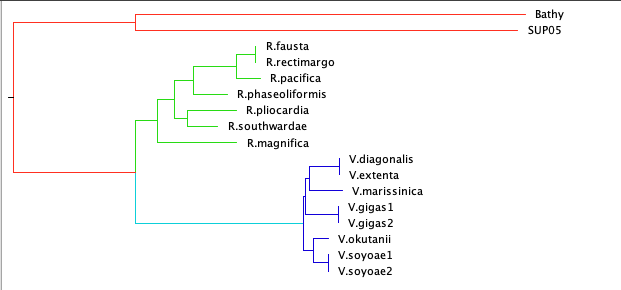 Bathy
SUP05
R.fausta
R.rectimargo
R.pacifica
R.phaseoliformis
R.pliocardia
R.southwardae
R.magnifica
V.diagonalis
V.extenta
V.marissinica
V.gigas1
V.gigas2
V.okutanii
V.soyoae1
V.soyoae2